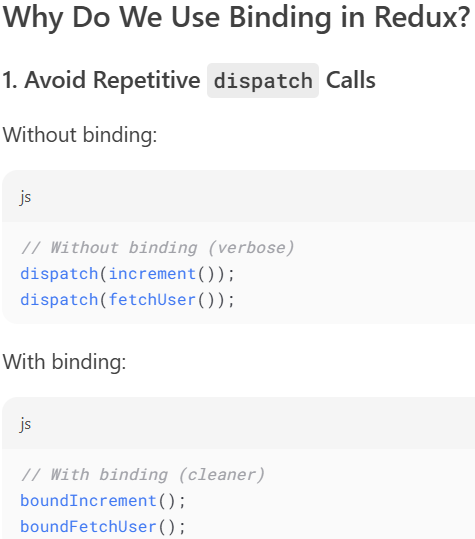 Why Do We Use Binding in Redux?
1. Avoid Repetitive dispatch Calls
Without binding:
js
// Without binding (verbose)
dispatch(increment());
dispatch(fetchUser());
With binding:
js
// With binding (cleaner)
boundIncrement();
boundFetchUser();